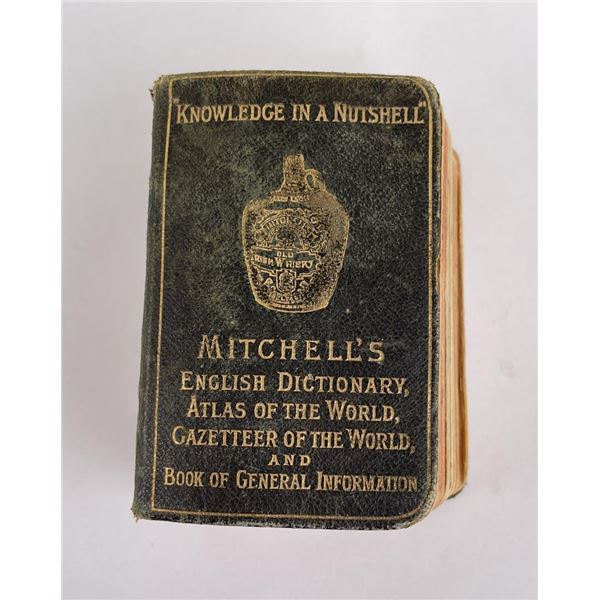 "KNOWLEDGE IN A NUTSHELL"
OLD
IRISH WHISKY
MITCHELL'S
ENGLISH DICTIONARY,
ATLAS OF THE WORLD,
GAZETTEER OF THE WORLD,
AND
BOOK OF GENERAL INFORMATION